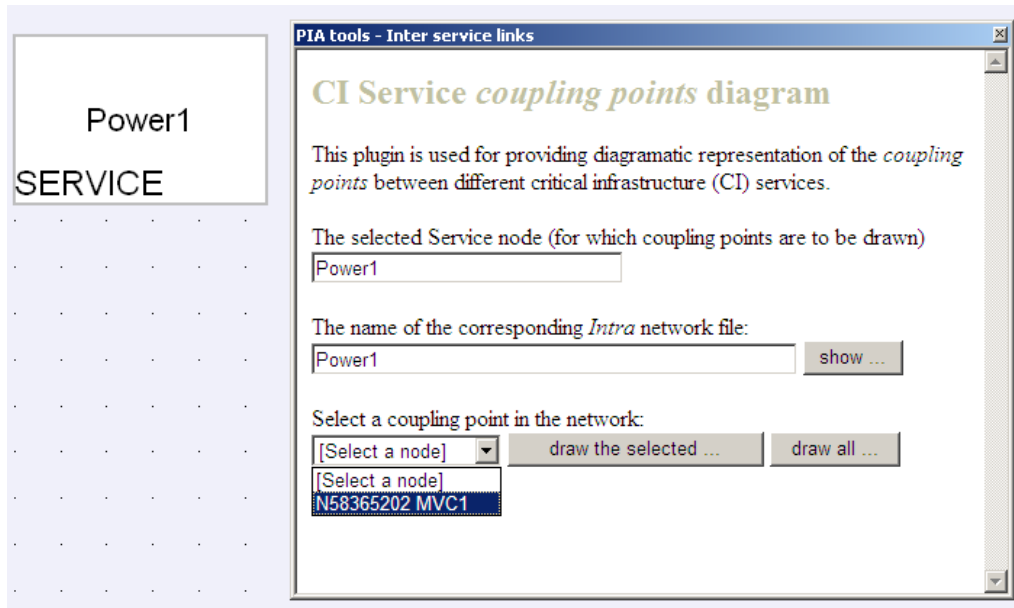 Power1
SERVICE
PIA tools - Inter service links
CI Service coupling points diagram
This plugin is used for providing diagramatic representation of the coupling
points between different critical infrastructure (CI) services.
The selected Service node (for which coupling points are to be drawn)
Power1
The name of the corresponding Intra network file:
Power1
show ...
Select a coupling point in the network:
[Select a node]
draw the selected ...
draw all ...
[Select a node]
N58365202 MVC1